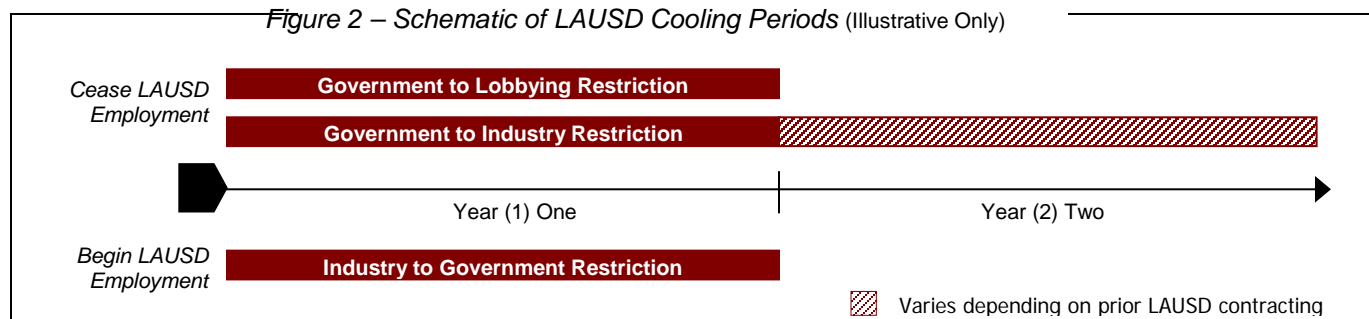 Figure 2 – Schematic of LAUSD Cooling Periods (Illustrative Only)
Cease LAUSD
Employment
Government to Lobbying Restriction
Government to Industry Restriction
Year (1) One
Year (2) Two
Begin LAUSD
Employment
Industry to Government Restriction
Varies depending on prior LAUSD contracting